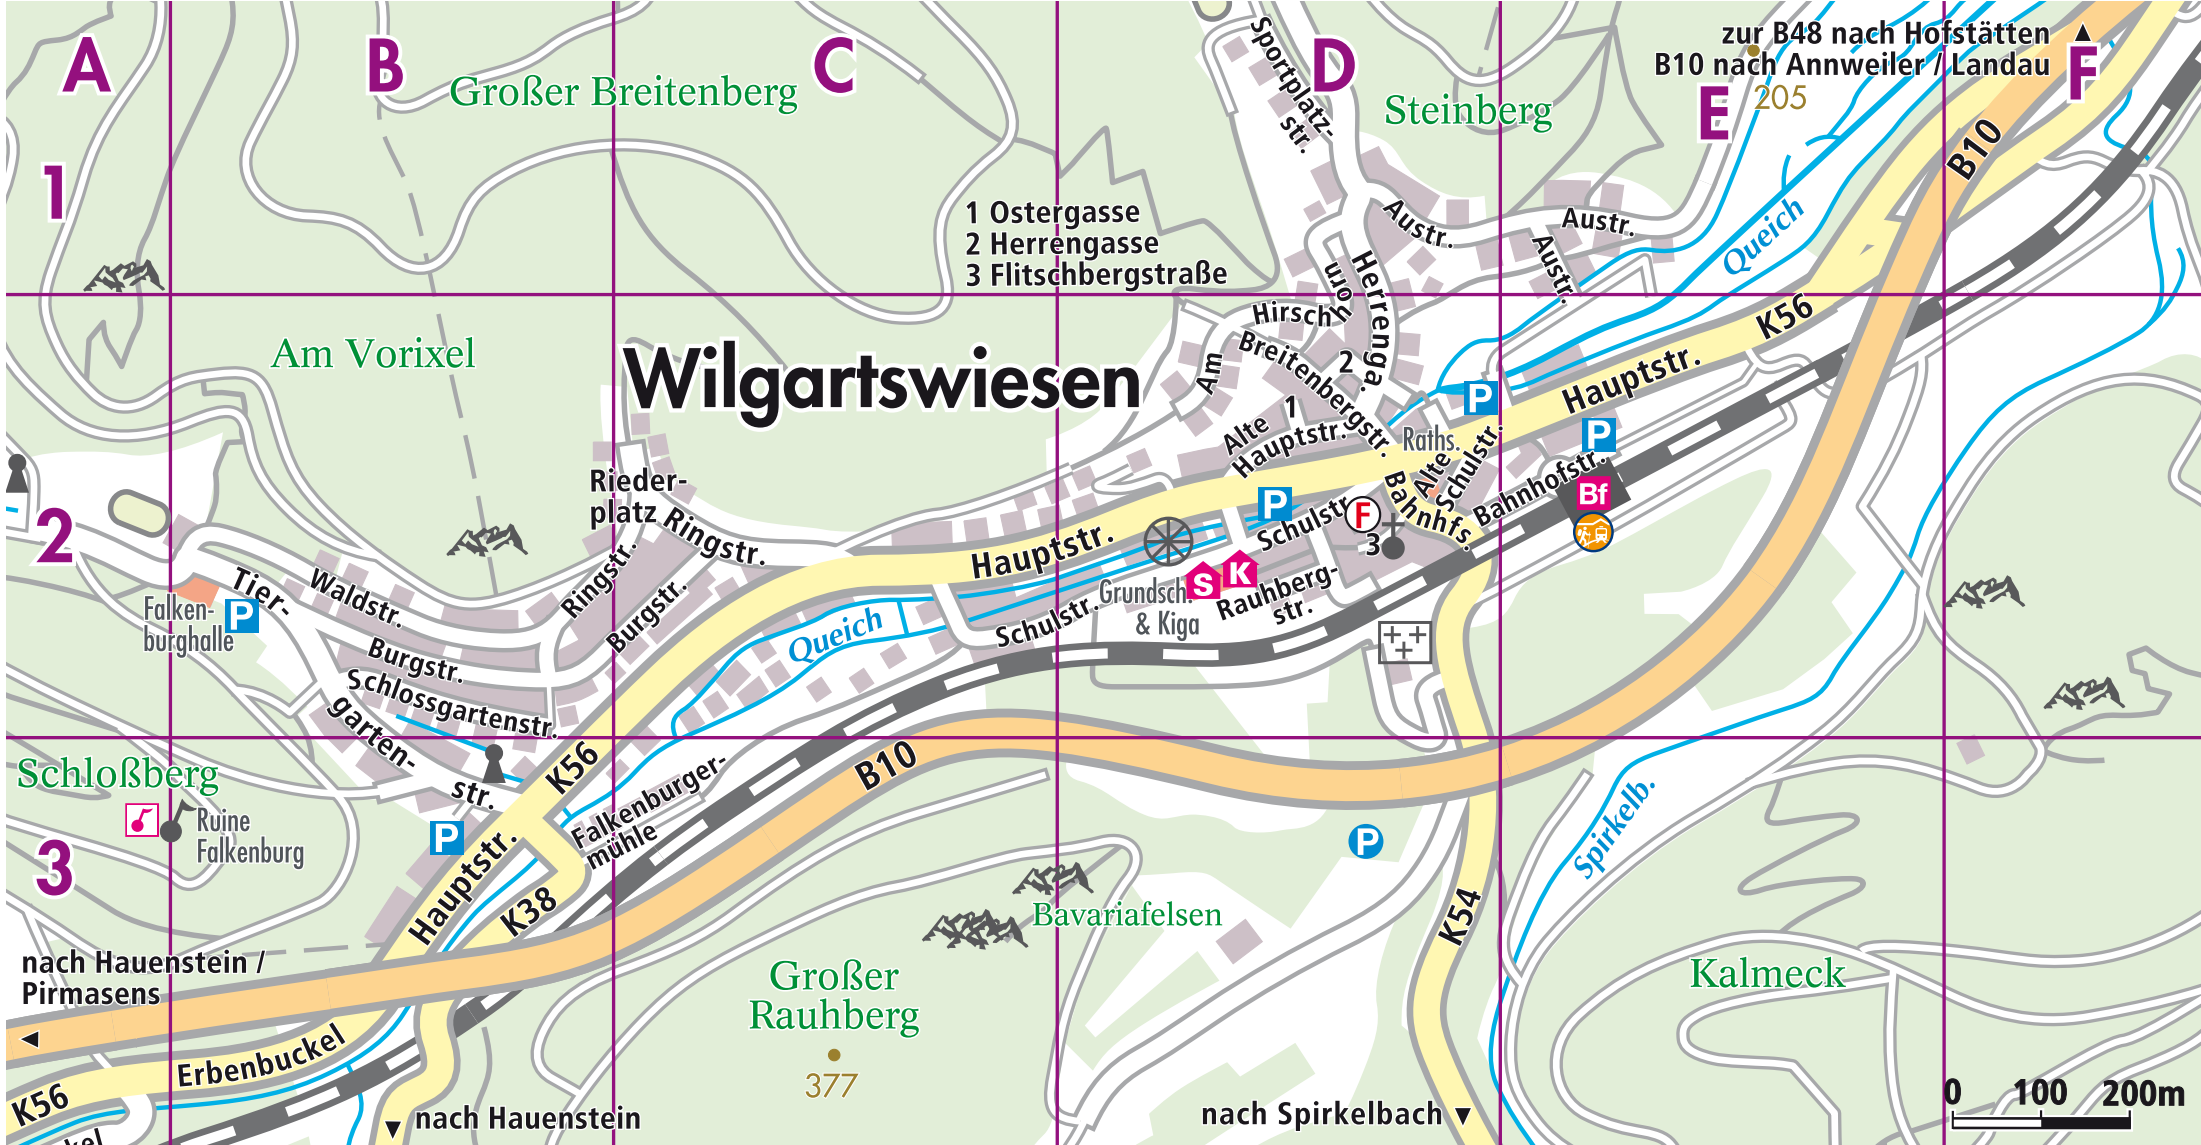 zur B48 nach Hofstätten
B10 nach Annweiler / Landau
A
B
C
D
E
F
205
Großer Breitenberg
Steinberg
Sportplatz-
str.
B10
1
1 Ostergasse
2 Herrengasse
3 Flitschbergstraße
Austr.
Austr.
Austr.
Queich
Herrenga.
Am
Hirsch
horn
K56
Am Vorixel
Wilgartswiesen
Breitenbergstr.
2
1
Hauptstr.
P
P
Alte
Hauptstr.
Raths.
Alte
Schulstr.
Rieder-
platz
Ringstr.
2
Bahnhfs.
Bahnhofstr.
Bf
P
F
3
Schulstr.
Hauptstr.
Ringstr.
Waldstr.
Tier-
garten-
str.
Falken-
burghalle
P
Burgstr.
Burgstr.
Grundsch.
& Kiga
S
K
Rauhberg-
str.
Schulstr.
Queich
Schlossgartenstr.
Schloßberg
K56
Falkenburger-
mühle
B10
Ruine
Falkenburg
P
P
3
Hauptstr.
K38
Spirkelb.
Bavariafelsen
K54
nach Hauenstein /
Pirmasens
Großer
Rauhberg
377
Kalmeck
Erbenbuckel
K56
kel
nach Hauenstein
nach Spirkelbach
0 100 200m